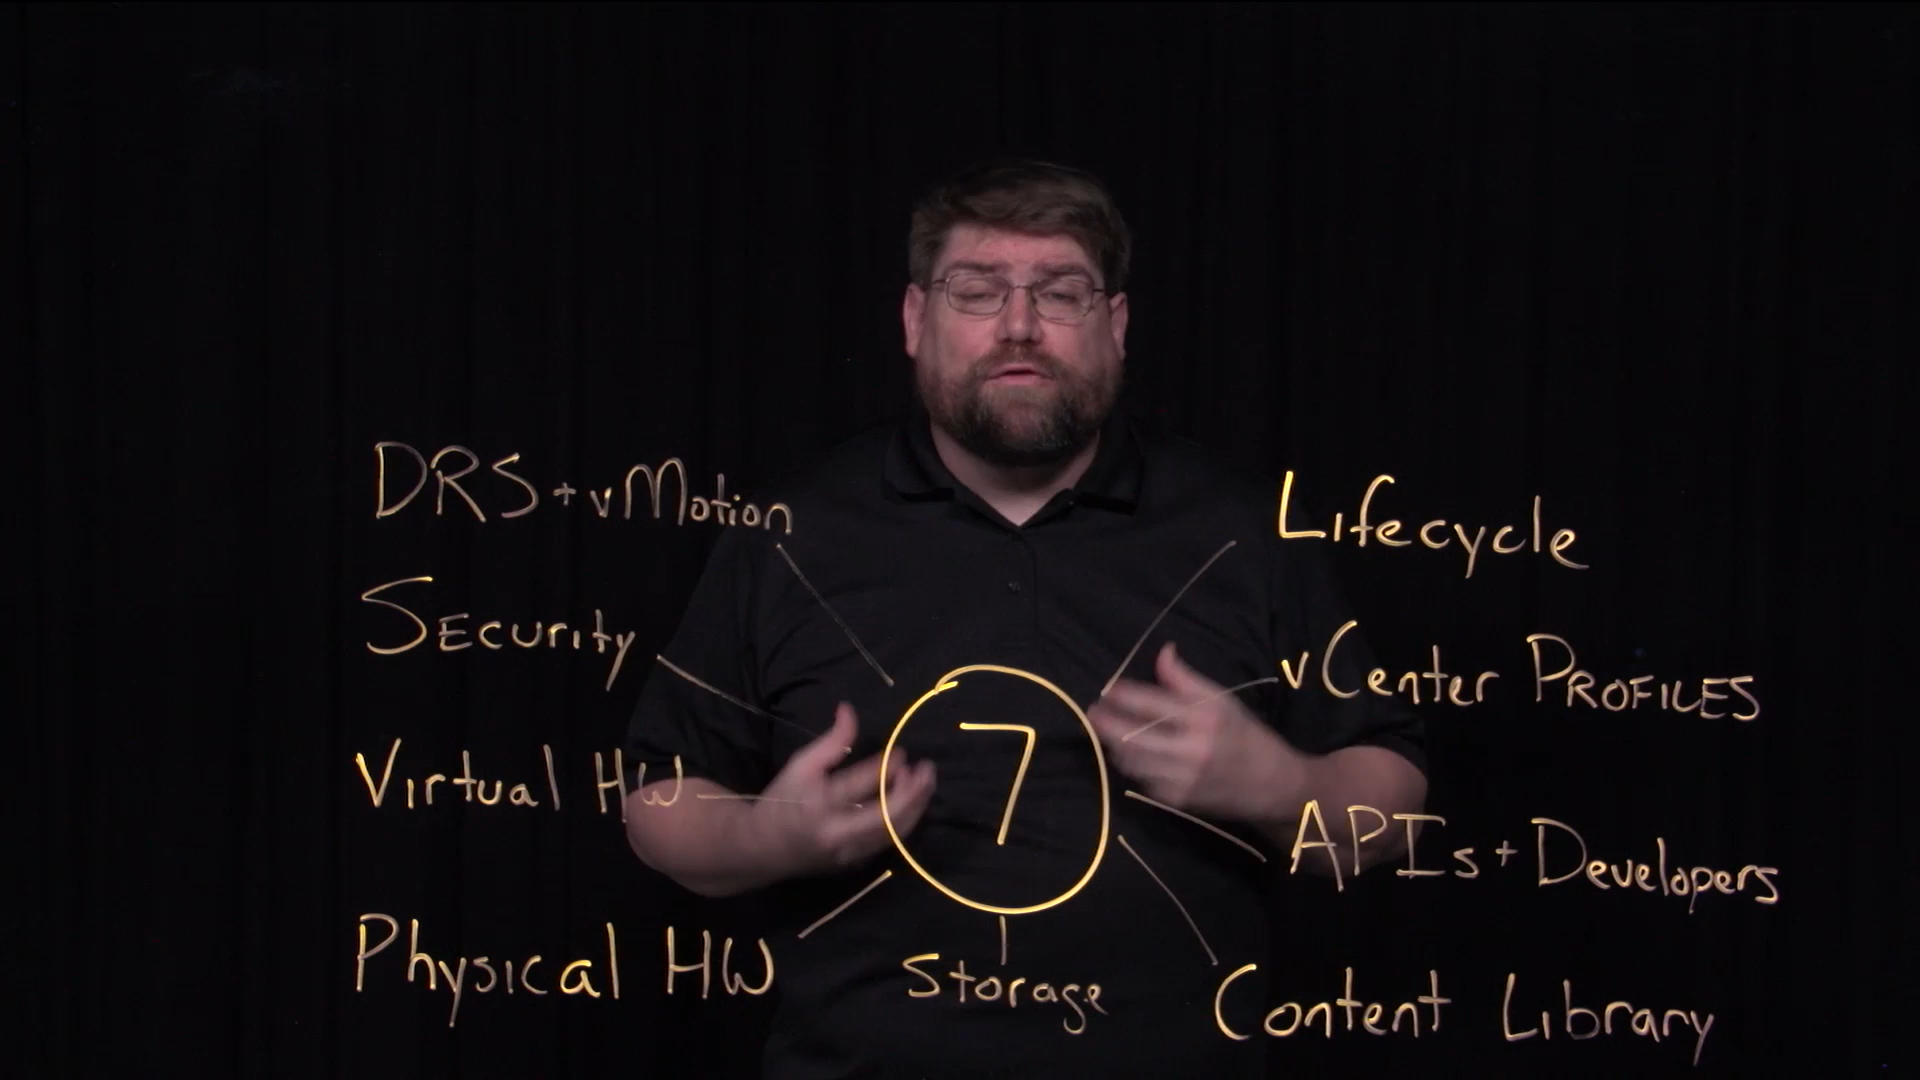 DRS + vMotion
Security
Virtual HW
Physical HW
7
Storage
Lifecycle
vCenter PROFILES
APIs + Developers
Content Library